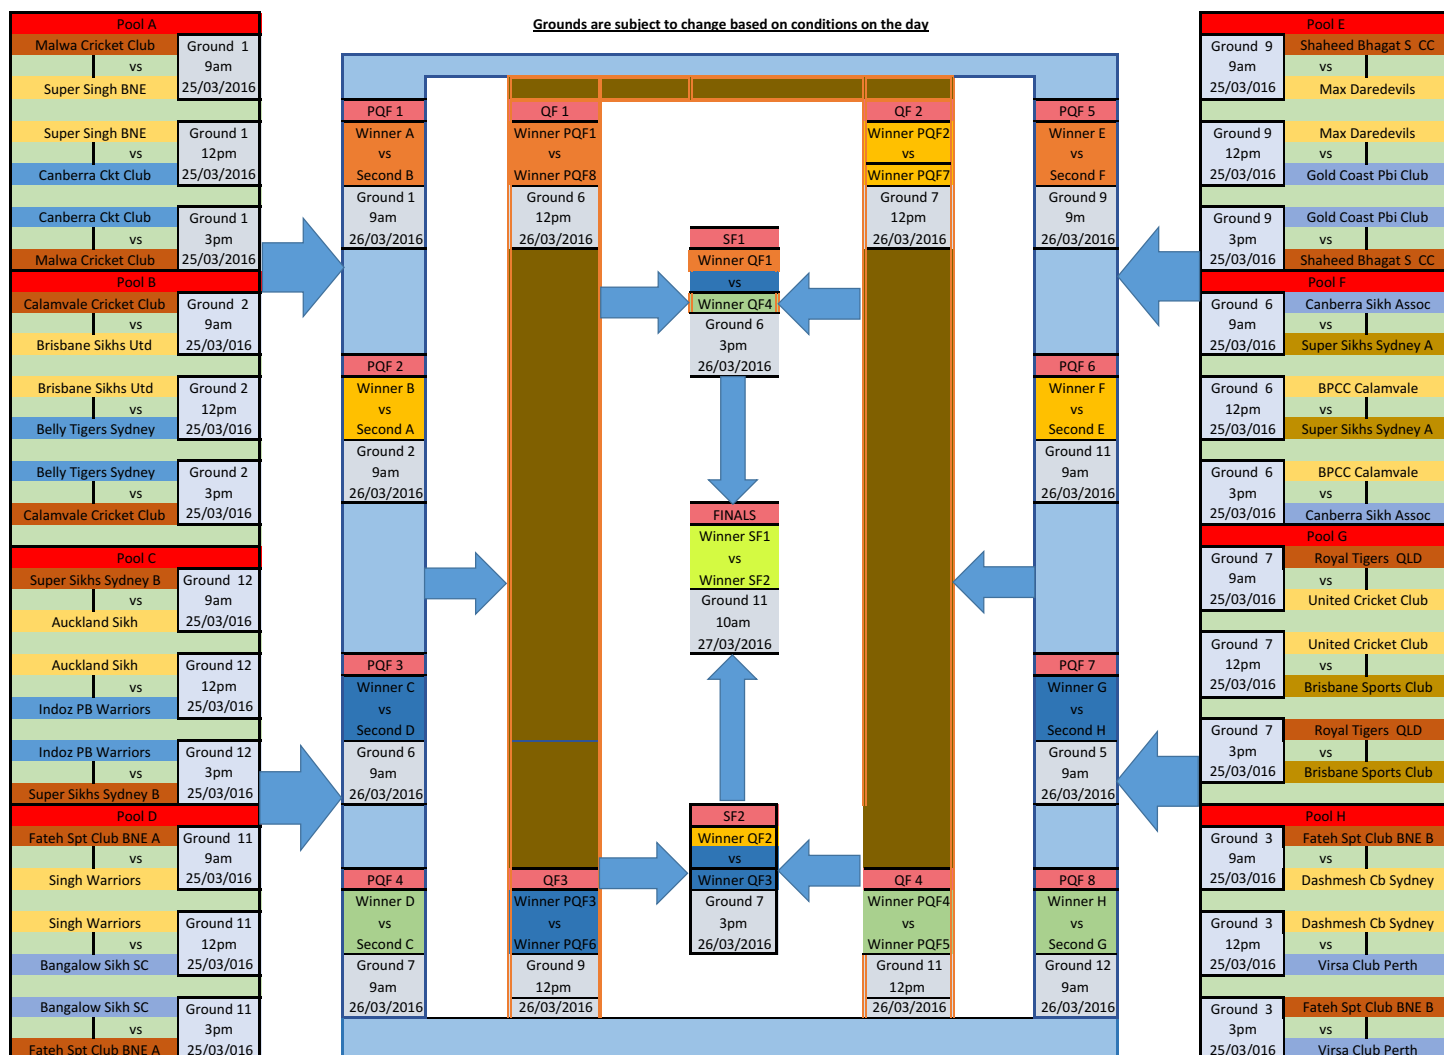 Grounds are subject to change based on conditions on the day
Pool A
Malwa Cricket Club
vs
Super Singh BNE
Ground 1
9am
25/03/2016
Super Singh BNE
vs
Canberra Ckt Club
Ground 1
12pm
25/03/016
Canberra Ckt Club
vs
Malwa Cricket Club
Ground 1
3pm
25/03/2016
Pool B
Calamvale Cricket Club
vs
Brisbane Sikhs Utd
Ground 2
9am
25/03/016
Brisbane Sikhs Utd
vs
Belly Tigers Sydney
Ground 2
12pm
25/03/016
Belly Tigers Sydney
vs
Calamvale Cricket Club
Ground 2
3pm
25/03/016
Pool C
Super Sikhs Sydney B
vs
Auckland Sikh
Ground 12
9am
25/03/016
Auckland Sikh
vs
Indoz PB Warriors
Ground 12
12pm
25/03/016
Indoz PB Warriors
vs
Super Sikhs Sydney B
Ground 12
3pm
25/03/016
Pool D
Fateh Spt Club BNE A
vs
Singh Warriors
Ground 11
9am
25/03/016
Singh Warriors
vs
Bangalow Sikh SC
Ground 11
12pm
25/03/016
Bangalow Sikh SC
vs
Fateh Spt Club BNE A
Ground 11
3pm
25/03/016
PQF 1
Winner A
vs
Second B
Ground 1
9am
26/03/2016
PQF 2
Winner B
vs
Second A
Ground 2
9am
26/03/2016
PQF 3
Winner C
vs
Second D
Ground 6
9am
26/03/2016
PQF 4
Winner D
vs
Second C
Ground 7
9am
26/03/2016
QF 1
Winner PQF1
vs
Winner PQF8
Ground 6
12pm
26/03/2016
QF3
Winner PQF3
vs
Winner PQF6
Ground 9
12pm
26/03/2016
SF1
Winner QF1
vs
Winner QF4
Ground 6
3pm
26/03/2016
FINALS
Winner SF1
vs
Winner SF2
Ground 11
10am
27/03/2016
SF2
Winner QF2
vs
Winner QF3
Ground 7
3pm
26/03/2016
QF 2
Winner PQF2
vs
Winner PQF7
Ground 7
12pm
26/03/2016
QF 4
Winner PQF4
vs
Winner PQF5
Ground 11
12pm
26/03/2016
PQF 5
Winner E
vs
Second F
Ground 9
9m
26/03/2016
PQF 6
Winner F
vs
Second E
Ground 11
9am
26/03/2016
PQF 7
Winner G
vs
Second H
Ground 5
9am
26/03/2016
PQF 8
Winner H
vs
Second G
Ground 12
9am
26/03/2016
Pool E
Ground 9
9am
25/03/016
Shaheed Bhagat S CC
vs
Max Daredevils
Ground 9
12pm
25/03/016
Max Daredevils
vs
Gold Coast Pbi Club
Ground 9
3pm
25/03/016
Gold Coast Pbi Club
vs
Shaheed Bhagat S CC
Pool F
Ground 6
9am
25/03/016
Canberra Sikh Assoc
vs
Super Sikhs Sydney A
Ground 6
12pm
25/03/016
BPCC Calamvale
vs
Super Sikhs Sydney A
Ground 6
3pm
25/03/016
BPCC Calamvale
vs
Canberra Sikh Assoc
Pool G
Ground 7
9am
25/03/016
Royal Tigers QLD
vs
United Cricket Club
Ground 7
12pm
25/03/016
United Cricket Club
vs
Brisbane Sports Club
Ground 7
3pm
25/03/016
Royal Tigers QLD
vs
Brisbane Sports Club
Pool H
Ground 3
9am
25/03/016
Fateh Spt Club BNE B
vs
Dashmesh Cb Sydney
Ground 3
12pm
25/03/016
Dashmesh Cb Sydney
vs
Virsa Club Perth
Ground 3
3pm
25/03/016
Fateh Spt Club BNE B
vs
Virsa Club Perth